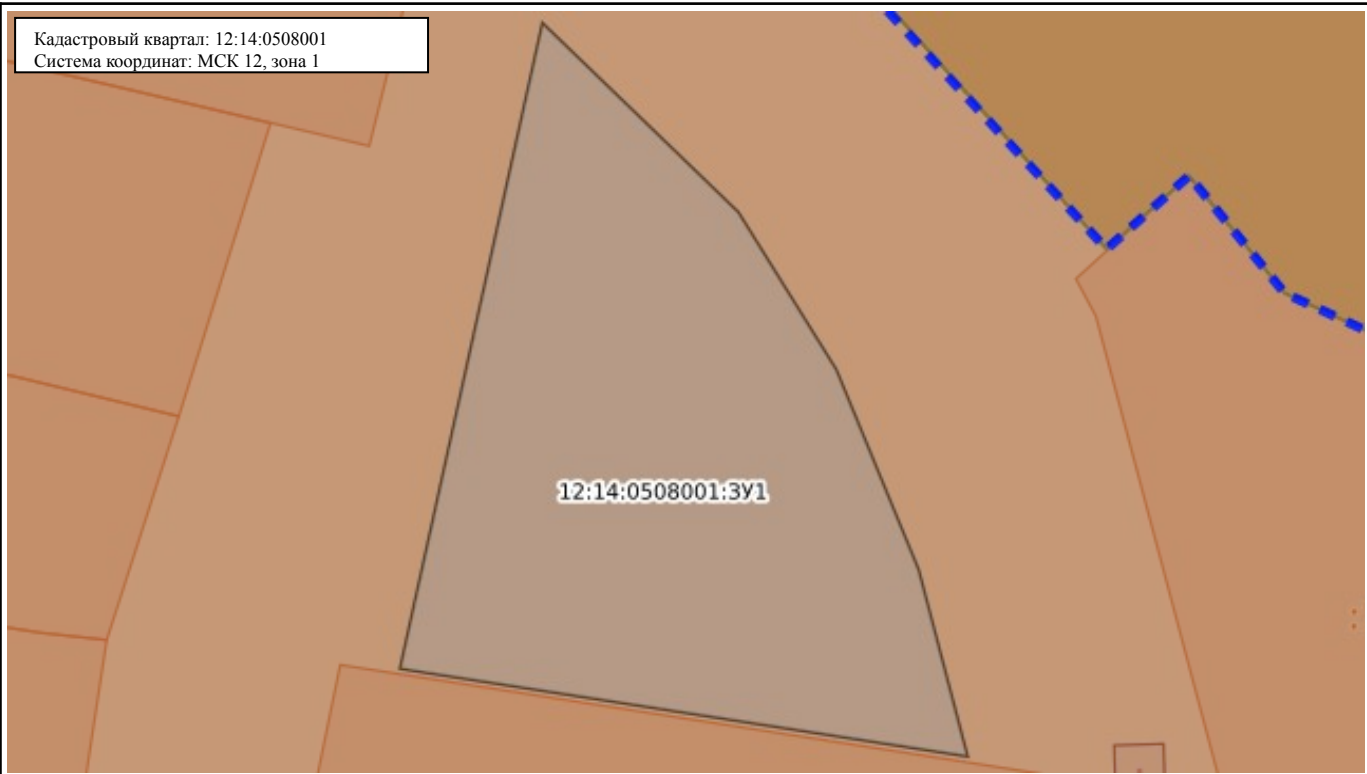 Кадастровый квартал: 12:14:0508001
Система координат: МСК 12, зона 1
12:14:0508001:ЗУ1